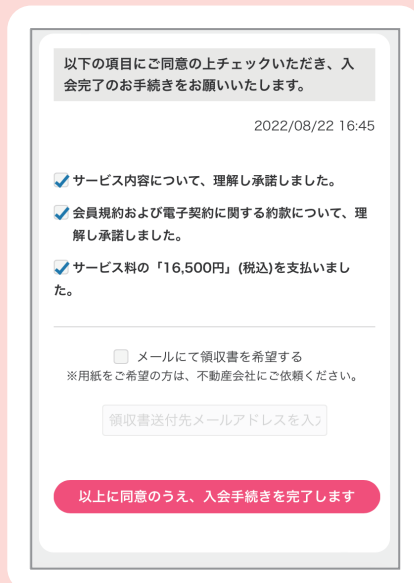 以下の項目にご同意の上チェックいただき、入
会完了のお手続きをお願いいたします。
2022/08/22 16:45
サービス内容について、理解し承諾しました。
会員規約および電子契約に関する約款について、理
解し承諾しました。
サービス料の「16,500円」(税込)を支払いまし
た。
メールにて領収書を希望する
※用紙をご希望の方は、不動産会社にご依頼ください。
領収書送付先メールアドレスを入
以上に同意のうえ、入会手続きを完了します